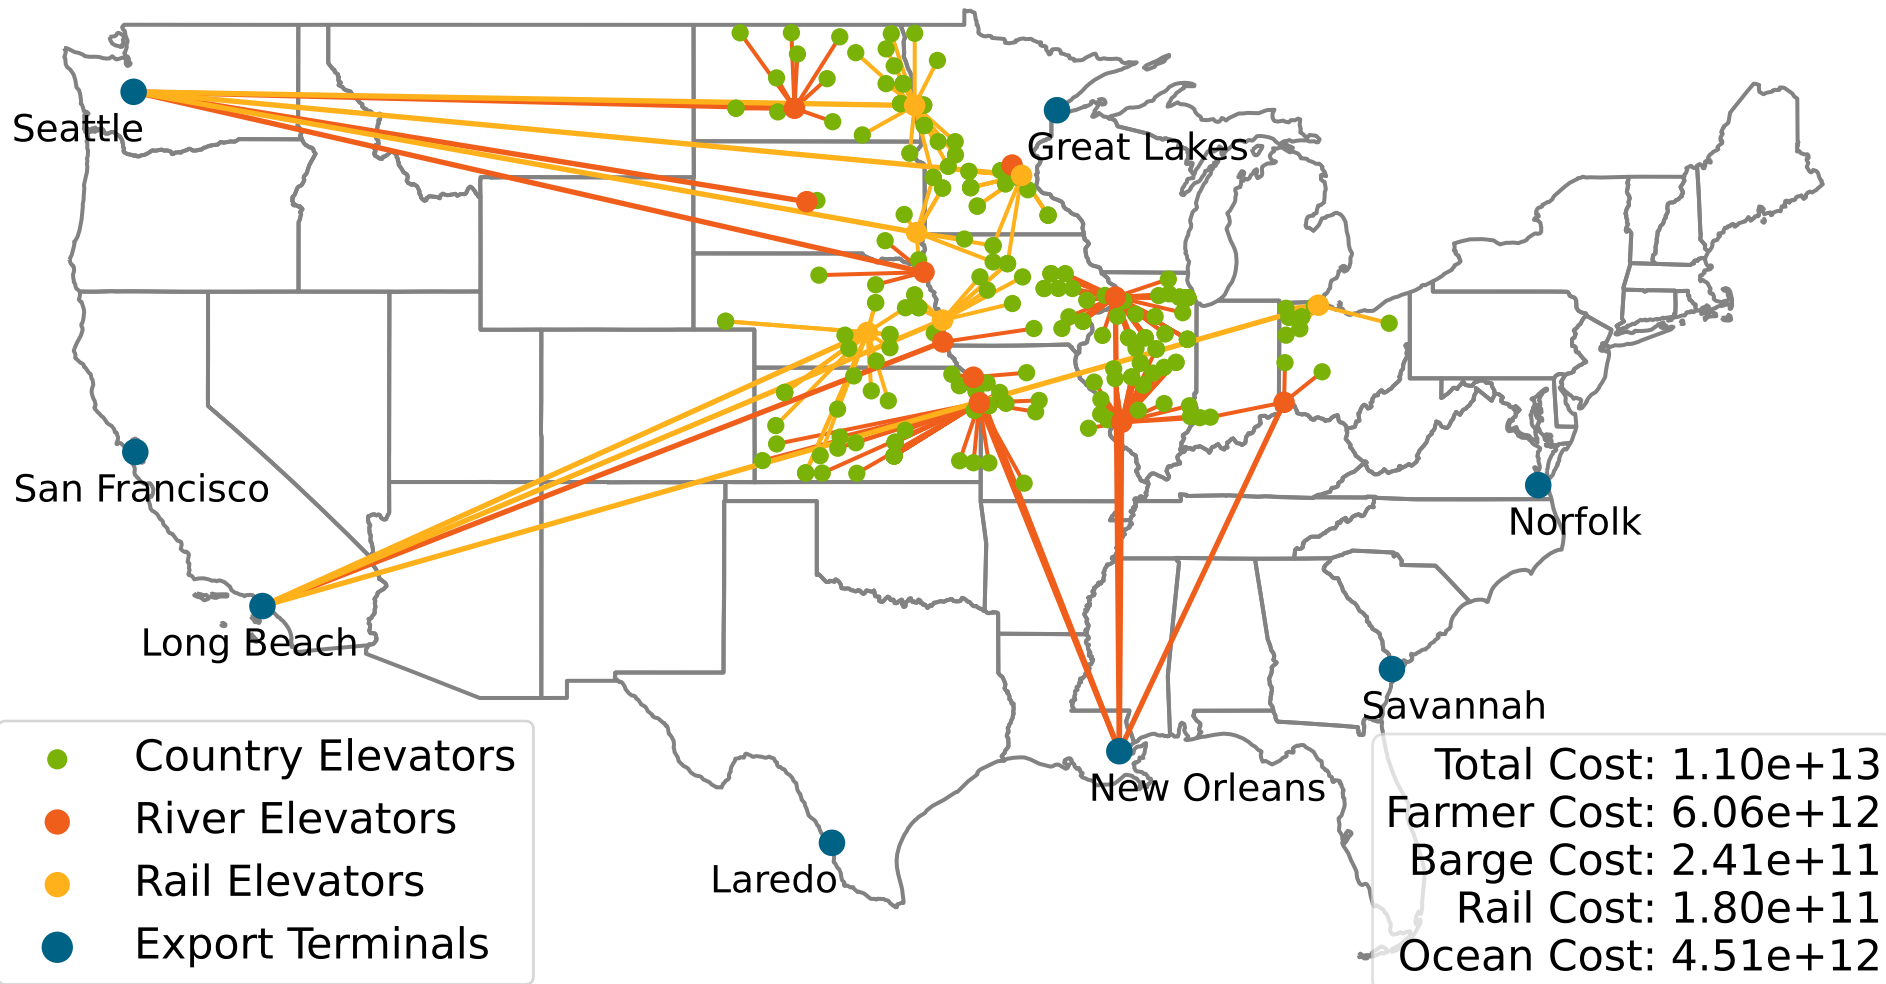 Seattle
Great Lakes
San Francisco
Norfolk
Long Beach
Savannah
New Orleans
Laredo
Country Elevators
River Elevators
Rail Elevators
Export Terminals
Total Cost: 1.10e+13
Farmer Cost: 6.06e+12
Barge Cost: 2.41e+11
Rail Cost: 1.80e+11
Ocean Cost: 4.51e+12